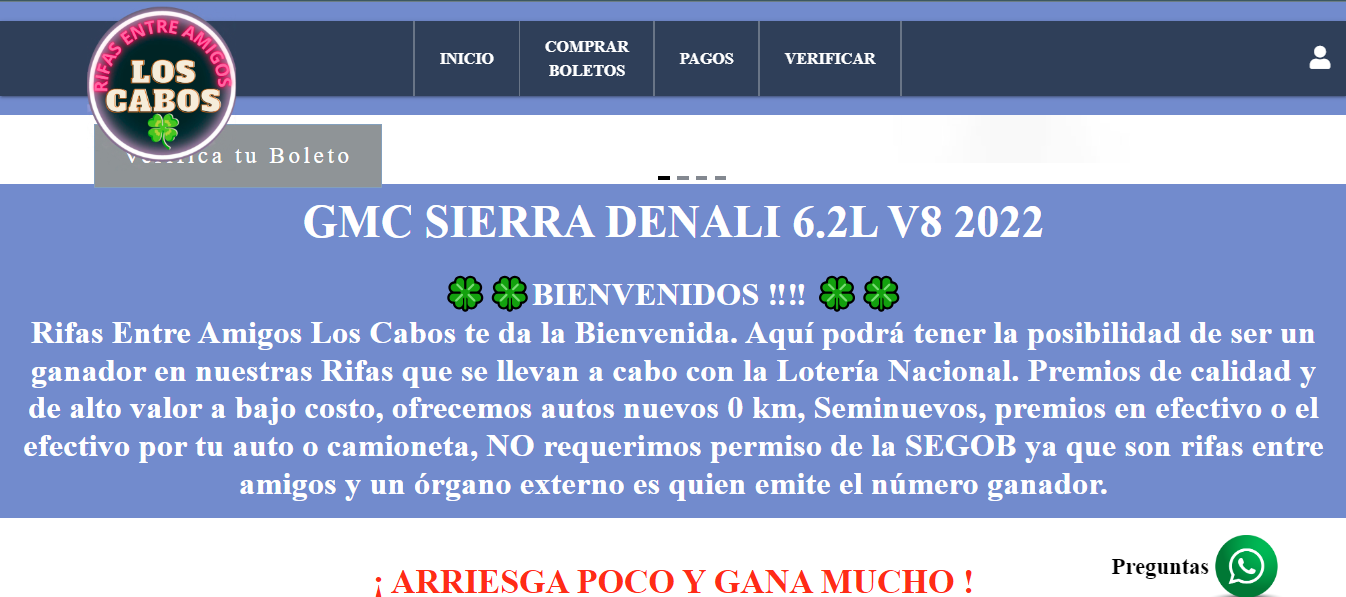 RIFAS ENTRE AMIGOS
LOS
CABOS
INICIO
COMPRAR
BOLETOS
PAGOS
VERIFICAR
Verifica tu Boleto
GMC SIERRA DENALI 6.2L V8 2022
🍀🍀BIENVENIDOS !!!! 🍀🍀
Rifas Entre Amigos Los Cabos te da la Bienvenida. Aquí podrá tener la posibilidad de ser un
ganador en nuestras Rifas que se llevan a cabo con la Lotería Nacional. Premios de calidad y
de alto valor a bajo costo, ofrecemos autos nuevos 0 km, Seminuevos, premios en efectivo o el
efectivo por tu auto o camioneta, NO requerimos permiso de la SEGOB ya que son rifas entre
amigos y un órgano externo es quien emite el número ganador.
Preguntas
¡ ARRIESGA POCO Y GANA MUCHO !